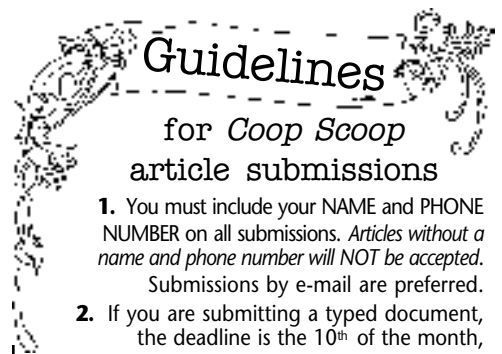 Guidelines
for Coop Scoop
article submissions
1. You must include your NAME and PHONE
NUMBER on all submissions. Articles without a
name and phone number will NOT be accepted.
Submissions by e-mail are preferred.
2. If you are submitting a typed document,
the deadline is the 10th of the month,